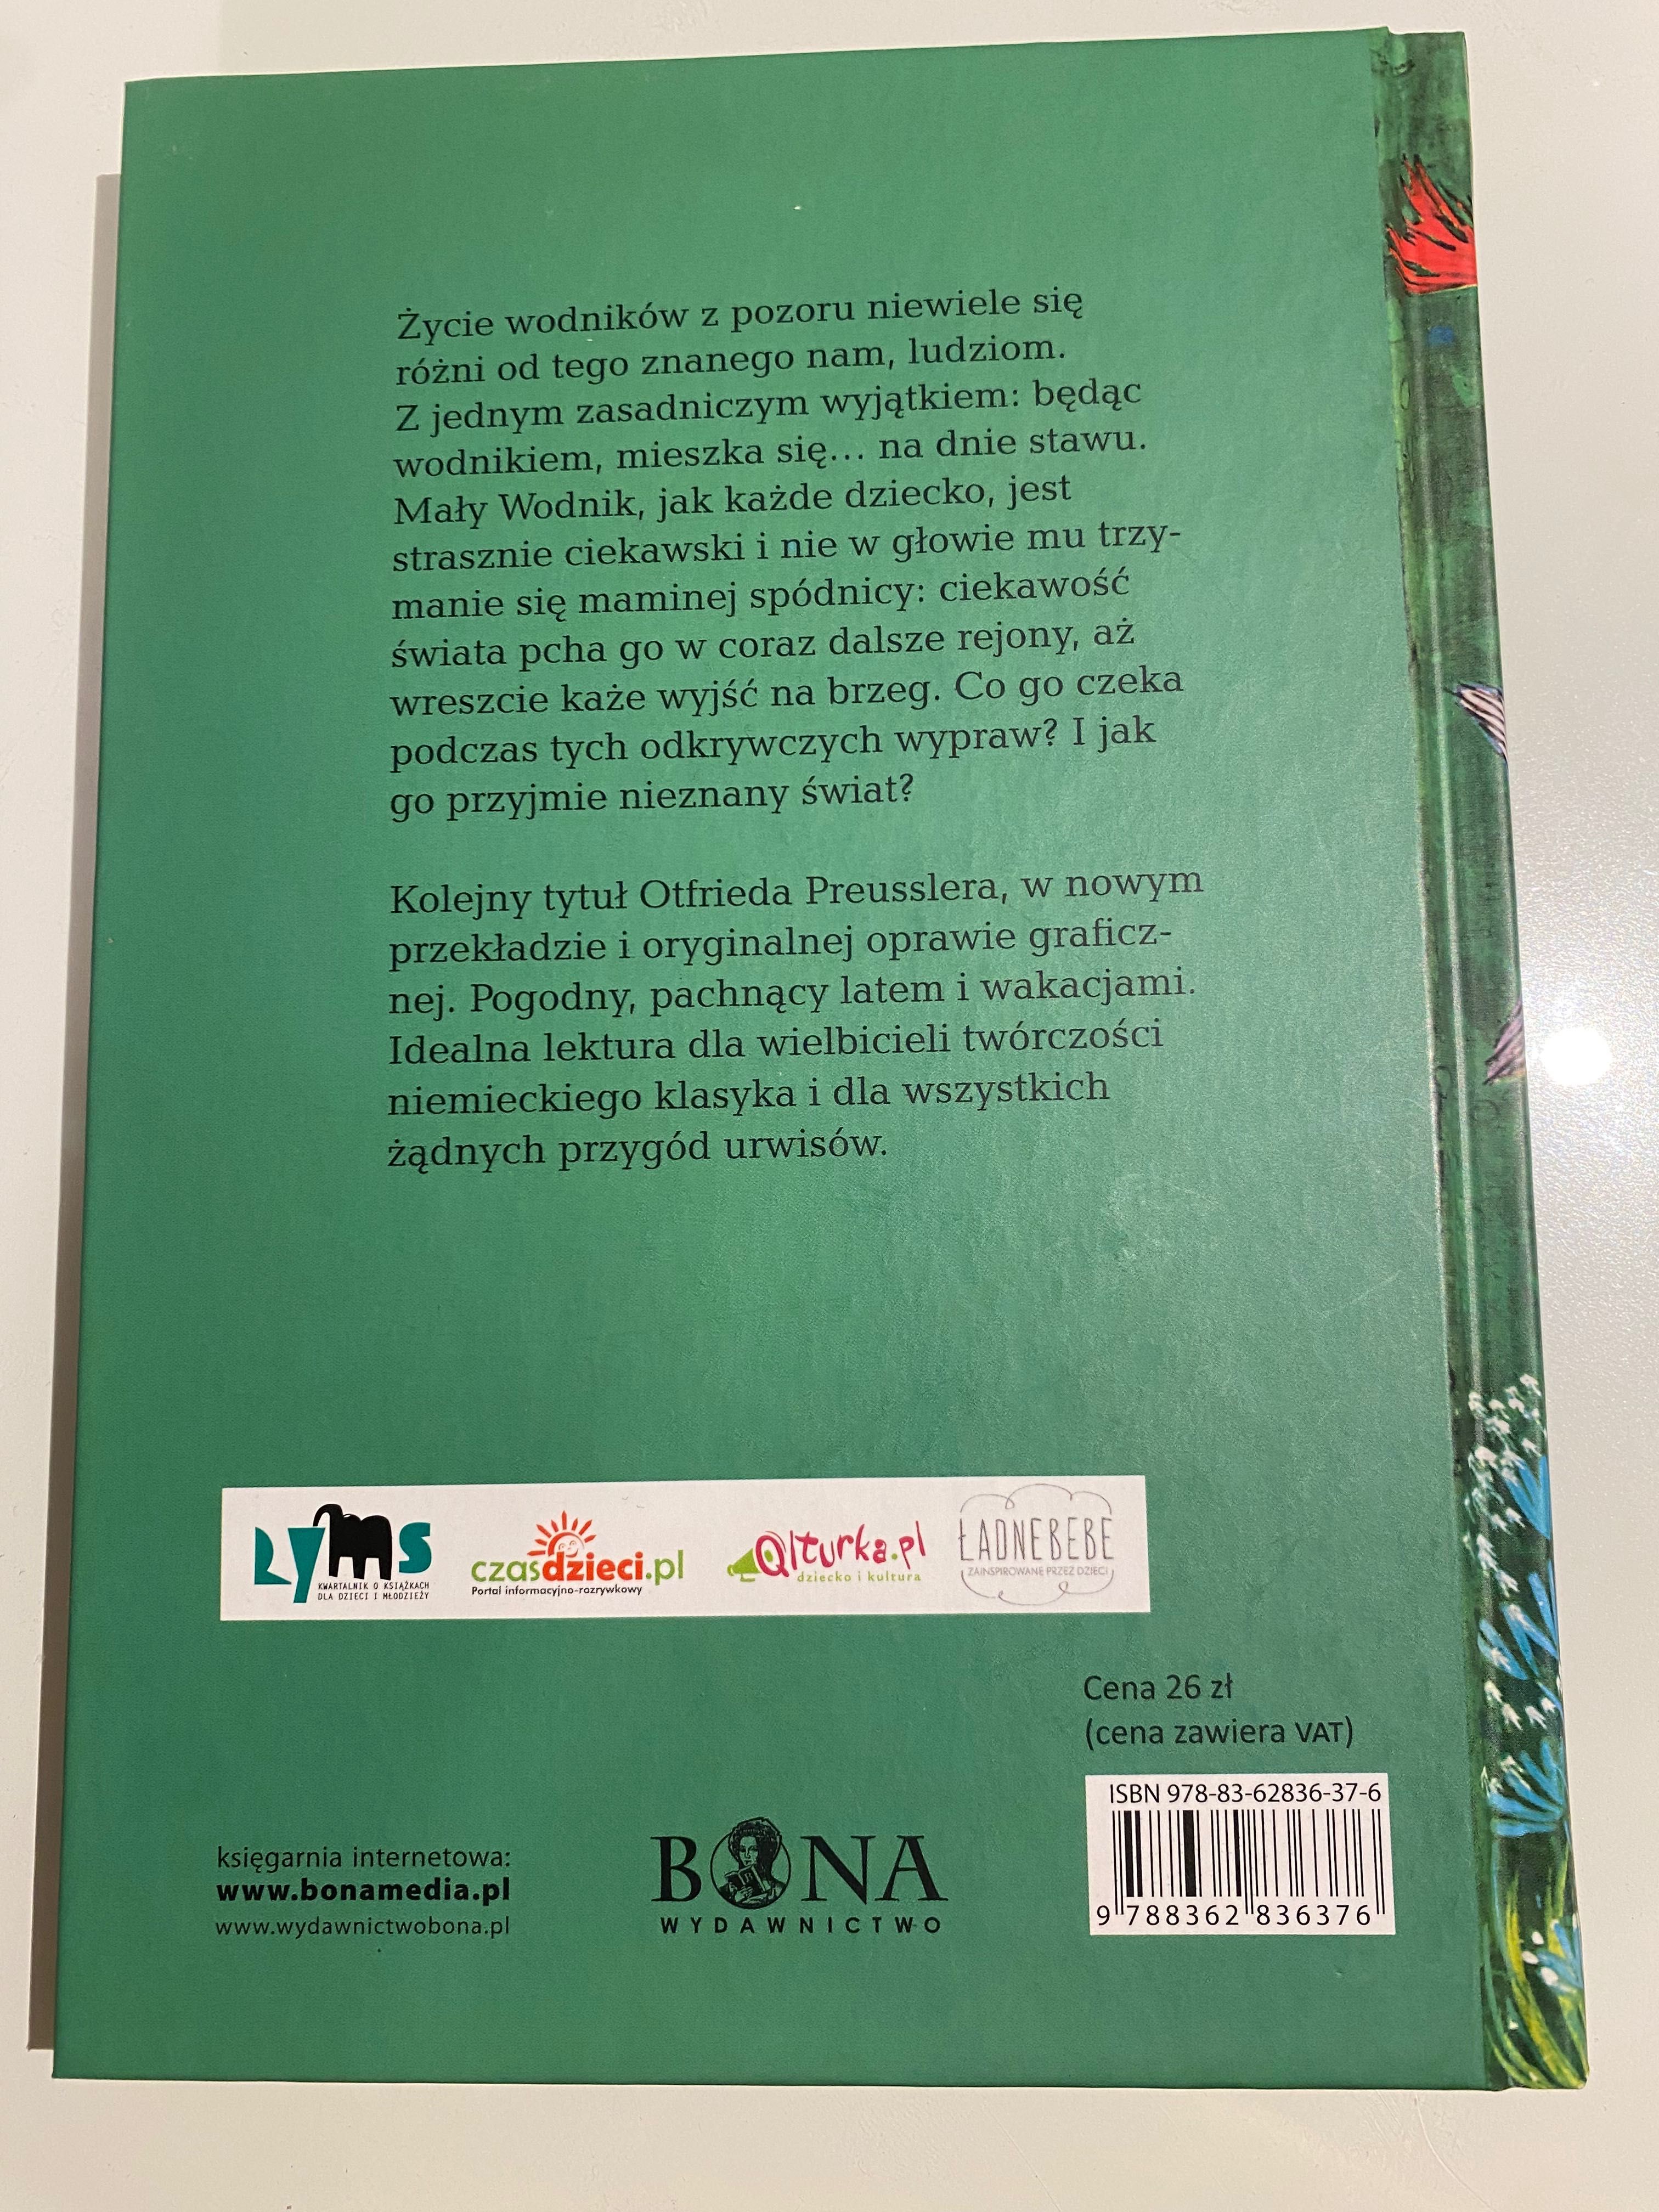 Życie wodników z pozoru niewiele się
różni od tego znanego nam, ludziom.
Z jednym zasadniczym wyjątkiem: będąc
wodnikiem, mieszka się... na dnie stawu.
Mały Wodnik, jak każde dziecko, jest
strasznie ciekawski i nie w głowie mu trzy-
manie się maminej spódnicy: ciekawość
świata pcha go w coraz dalsze rejony, aż
wreszcie każe wyjść na brzeg. Co go czeka
podczas tych odkrywczych wypraw? I jak
go przyjmie nieznany świat?
Kolejny tytuł Otfrieda Preusslera, w nowym
przekładzie i oryginalnej oprawie graficz-
nej. Pogodny, pachnący latem i wakacjami.
Idealna lektura dla wielbicieli twórczości
niemieckiego klasyka i dla wszystkich
żądnych przygód urwisów.
Ryms
KWARTALNIK O KSIĄŻKACH
DLA DZIECI I MŁODZIEŻY
czasdzieci.pl
Portal informacyjno-rozrywkowy
Qlturka.pl
dziecko i kultura
ŁADNEBEBE
ZAINSPIROWANE PRZEZ DZIECI
Cena 26 zł
(cena zawiera VAT)
ISBN 978-83-62836-37-6
9 788362 836376
księgarnia internetowa:
www.bonamedia.pl
www.wydawnictwobona.pl
BONA
WYDAWNICTWO